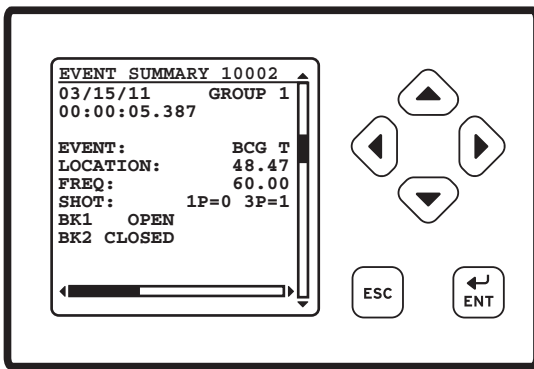 EVENT SUMMARY 10002
03/15/11 GROUP 1
00:00:05.387
EVENT: BCG T
LOCATION: 48.47
FREQ: 60.00
SHOT: 1P=0 3P=1
BK1 OPEN
BK2 CLOSED
ESC
ENT